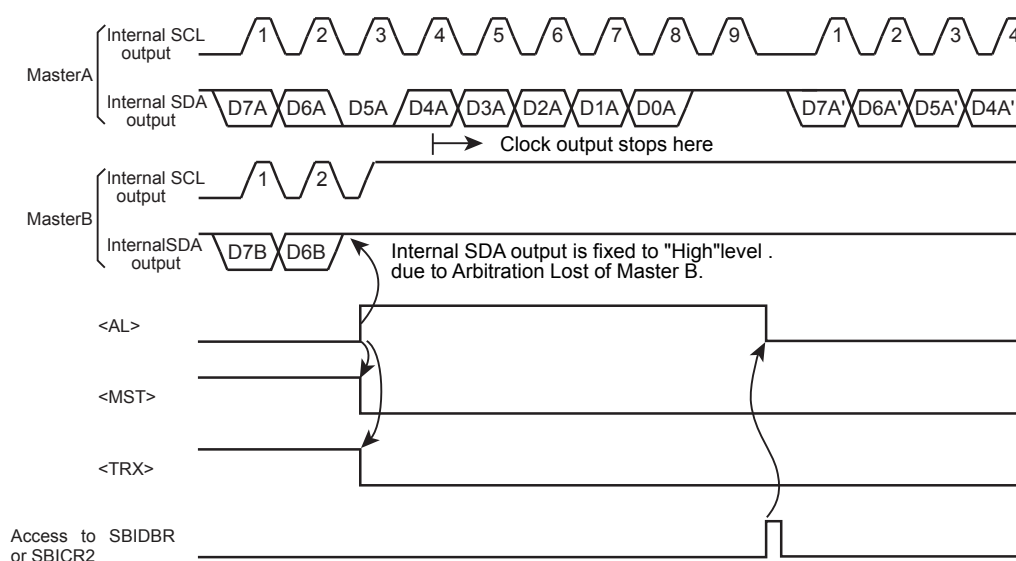 Internal SCL
output
1 2 3 4 5 6 7 8 9 1 2 3 4
MasterA
Internal SDA
output
D7A D6A D5A D4A D3A D2A D1A D0A D7A' D6A' D5A' D4A'
Clock output stops here
Internal SCL
output
1 2
MasterB
InternalSDA
output
D7B D6B
Internal SDA output is fixed to "High"level .
due to Arbitration Lost of Master B.
<AL>
<MST>
<TRX>
Access to SBIDBR
or SBICR2